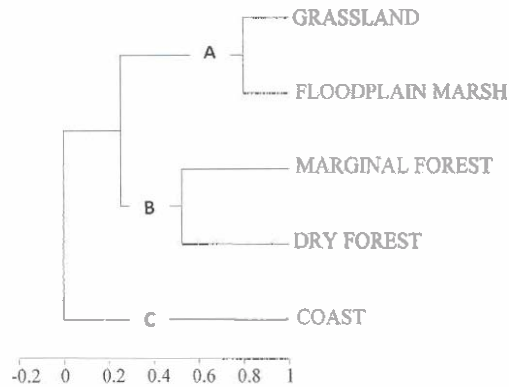 GRASSLAND
A
FLOODPLAIN MARSH
MARGINAL FOREST
B
DRY FOREST
C COAST
-0.2 0 0.2 0.4 0.6 0.8 1